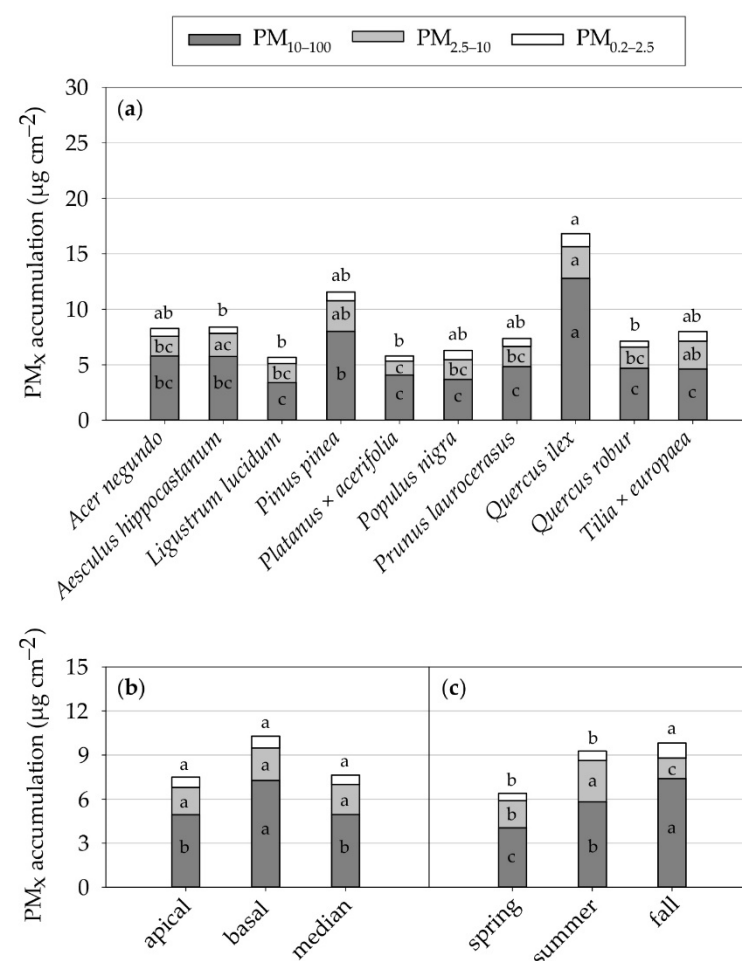 PM10–100 PM2.5–10 PM0.2–2.5
PMX accumulation (µg cm−2)
30
25
20
15
10
5
0
(a)
ab b b ab b ab ab a b ab
bc ac bc ab c bc bc a bc ab
bc bc c b c c c a c c
Acer negundo
Aesculus hippocastanum
Ligustrum lucidum
Pinus pinea
Platanus × acerifolia
Populus nigra
Prunus laurocerasus
Quercus ilex
Quercus robur
Tilia × europaea
PMX accumulation (µg cm−2)
15
12
9
6
3
0
(b)
a a a
a a a
b a b
apical
basal
median
(c)
b b a
b a c
c b a
spring
summer
fall